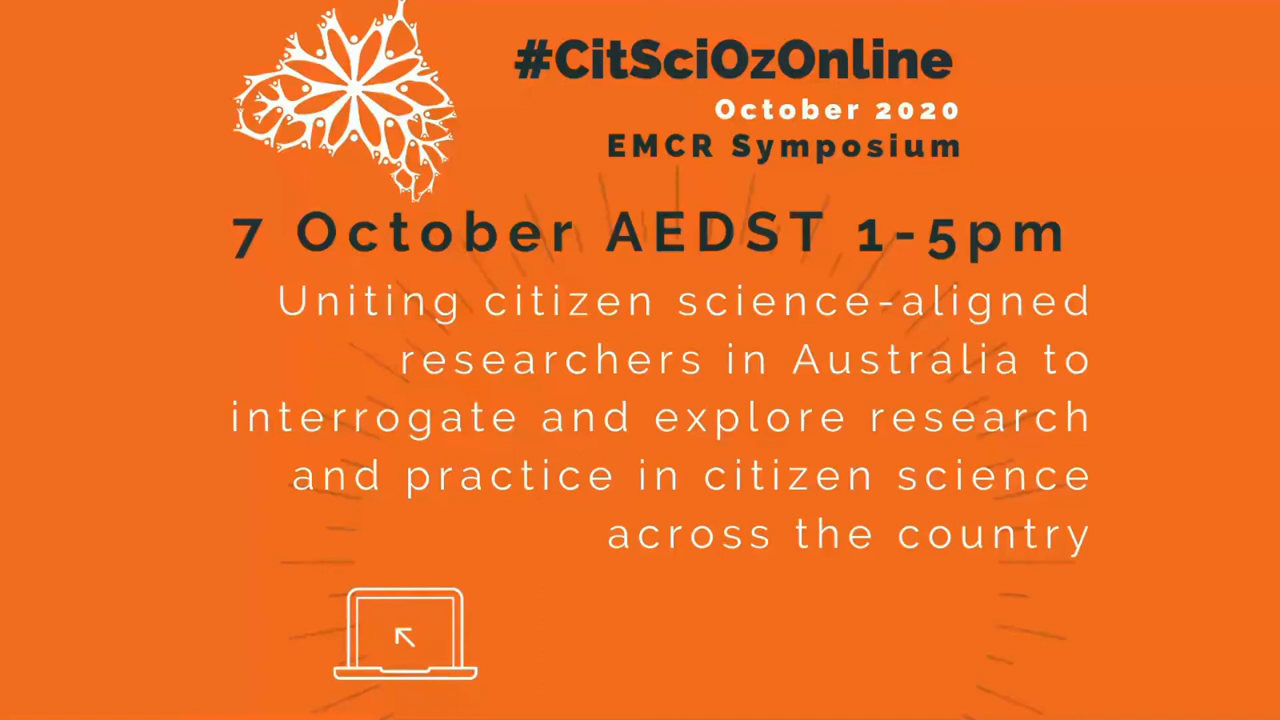 #CitSciOzOnline
October 2020
EMCR Symposium
7 October AEDST 1-5pm
Uniting citizen science-aligned
researchers in Australia to
interrogate and explore research
and practice in citizen science
across the country